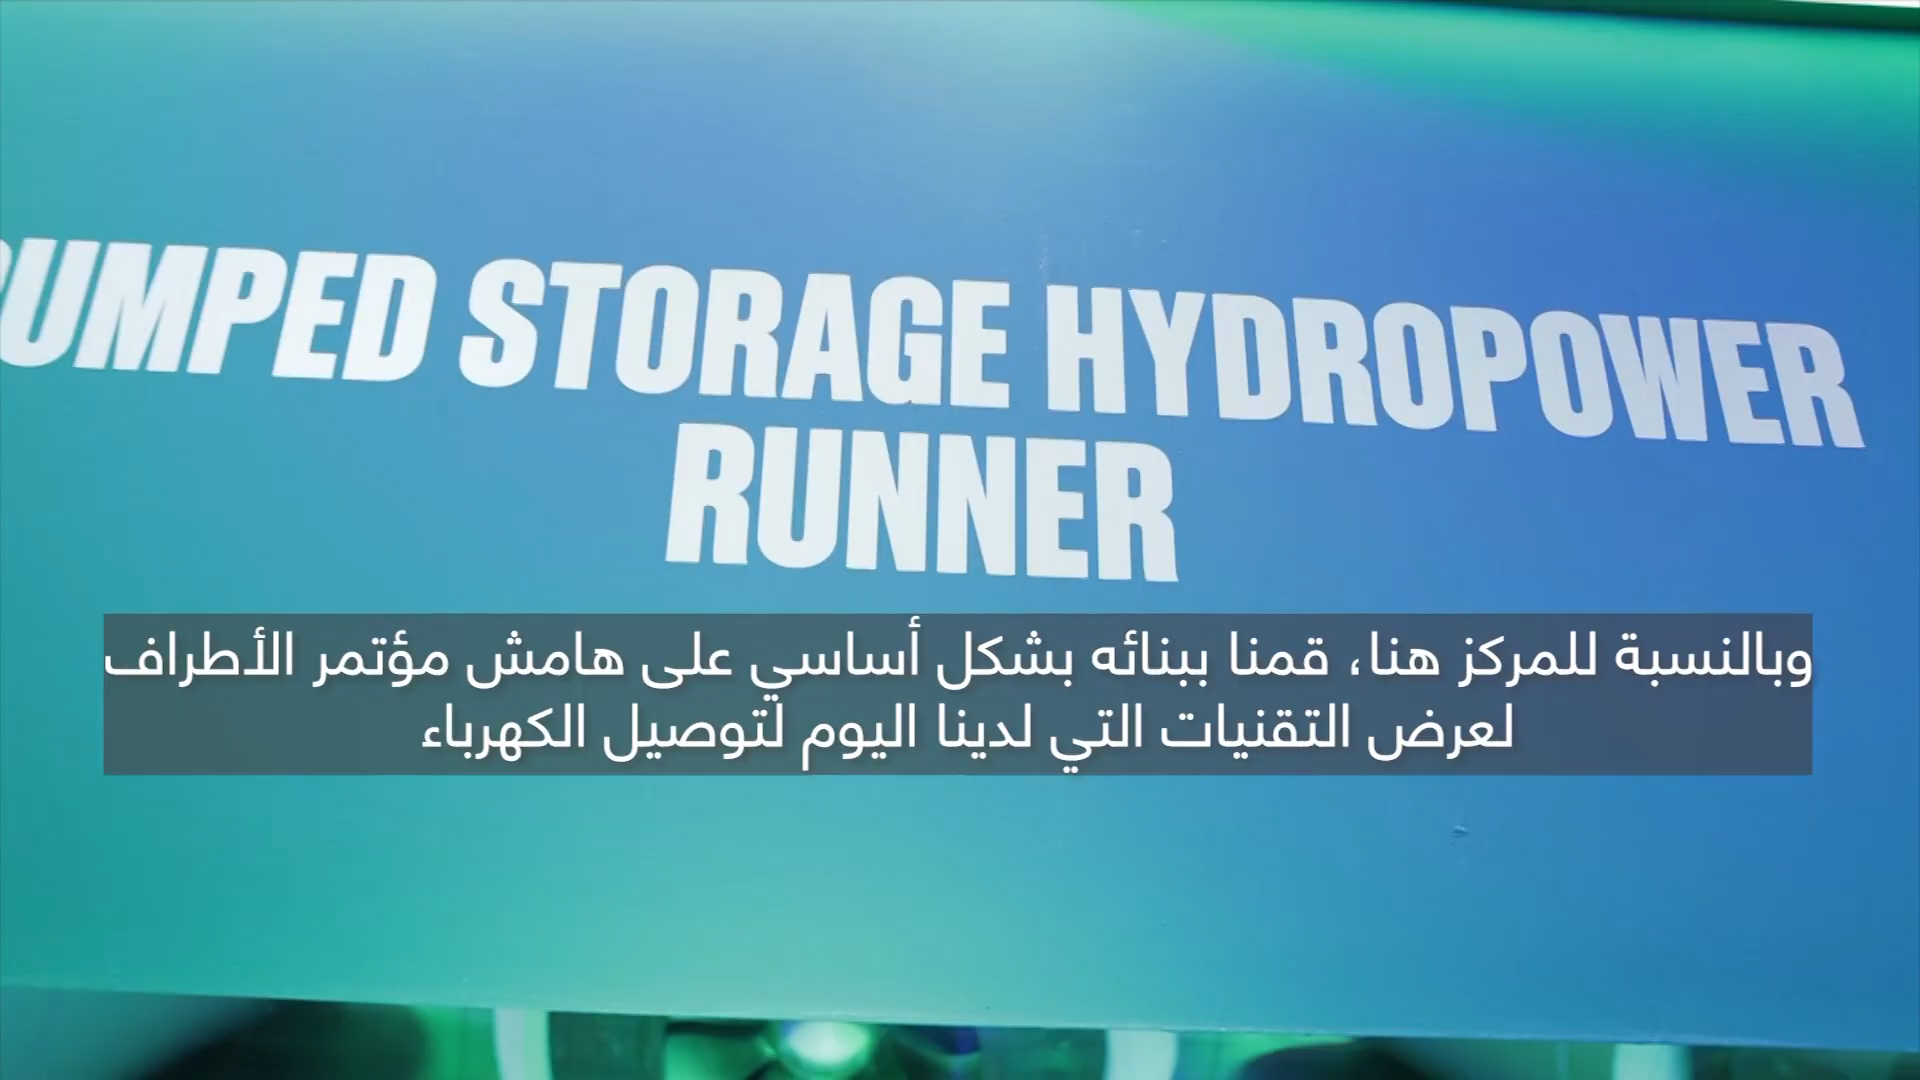 PUMPED STORAGE HYDROPOWER
RUNNER
وبالنسبة للمركز هنا، قمنا ببنائه بشكل أساسي على هامش مؤتمر الأطراف
لعرض التقنيات التي لدينا اليوم لتوصيل الكهرباء